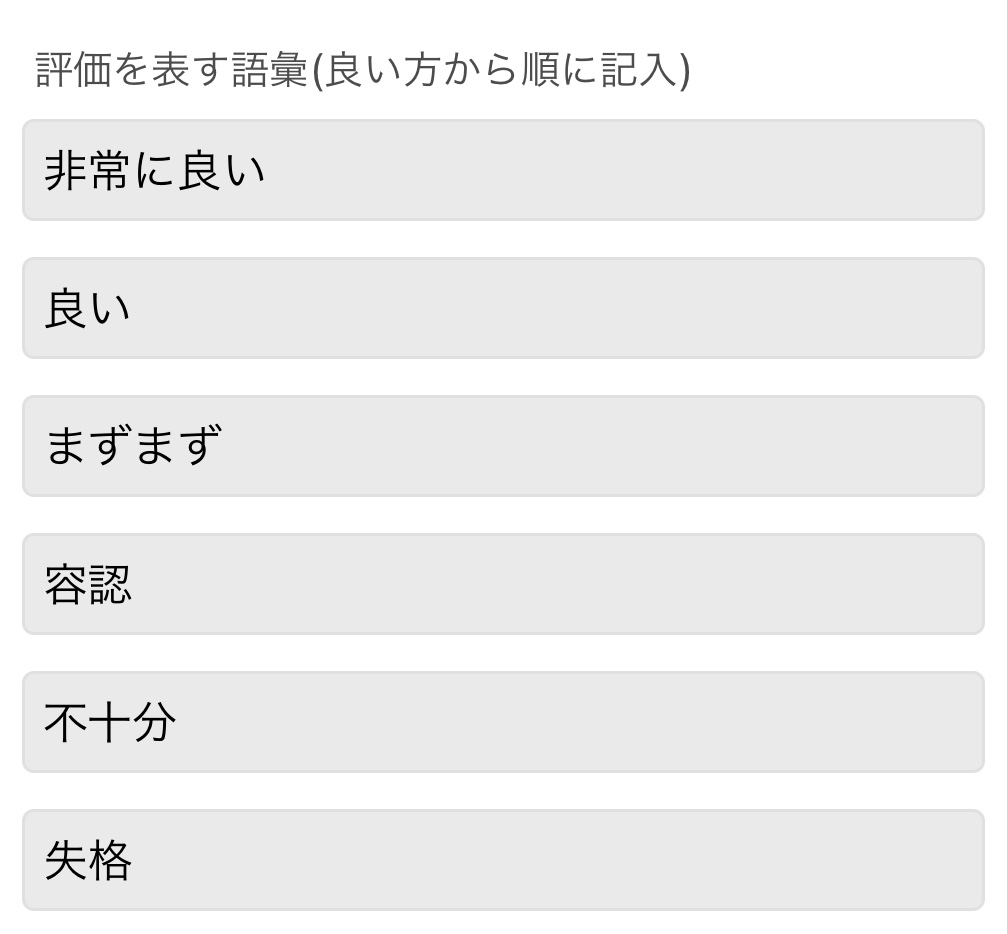 評価を表す語彙(良い方から順に記入)
非常に良い
良い
まずまず
容認
不十分
失格